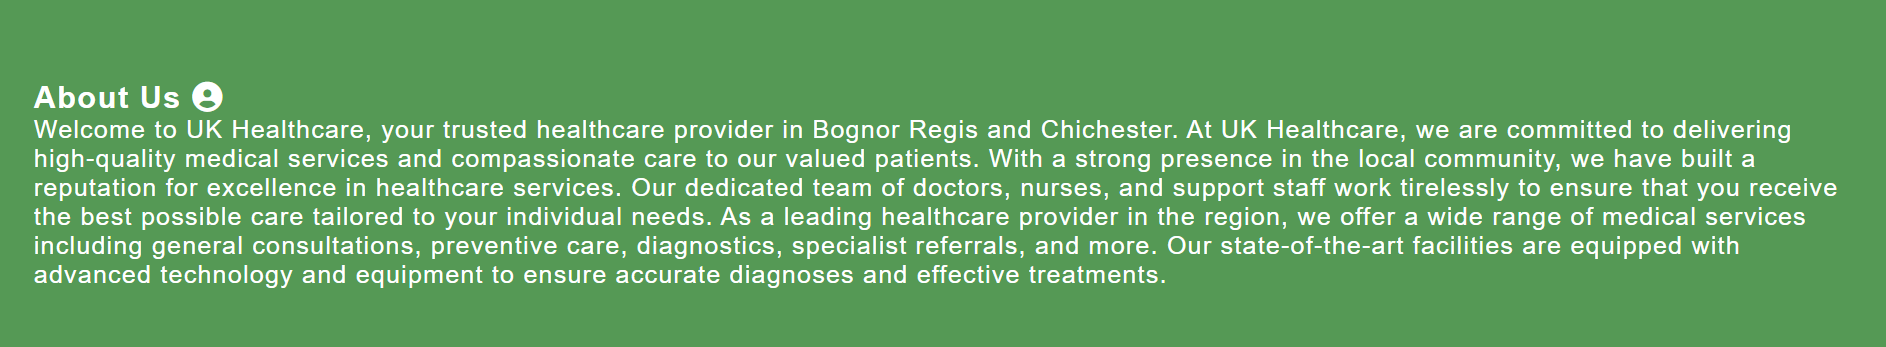 About Us
Welcome to UK Healthcare, your trusted healthcare provider in Bognor Regis and Chichester. At UK Healthcare, we are committed to delivering
high-quality medical services and compassionate care to our valued patients. With a strong presence in the local community, we have built a
reputation for excellence in healthcare services. Our dedicated team of doctors, nurses, and support staff work tirelessly to ensure that you receive
the best possible care tailored to your individual needs. As a leading healthcare provider in the region, we offer a wide range of medical services
including general consultations, preventive care, diagnostics, specialist referrals, and more. Our state-of-the-art facilities are equipped with
advanced technology and equipment to ensure accurate diagnoses and effective treatments.